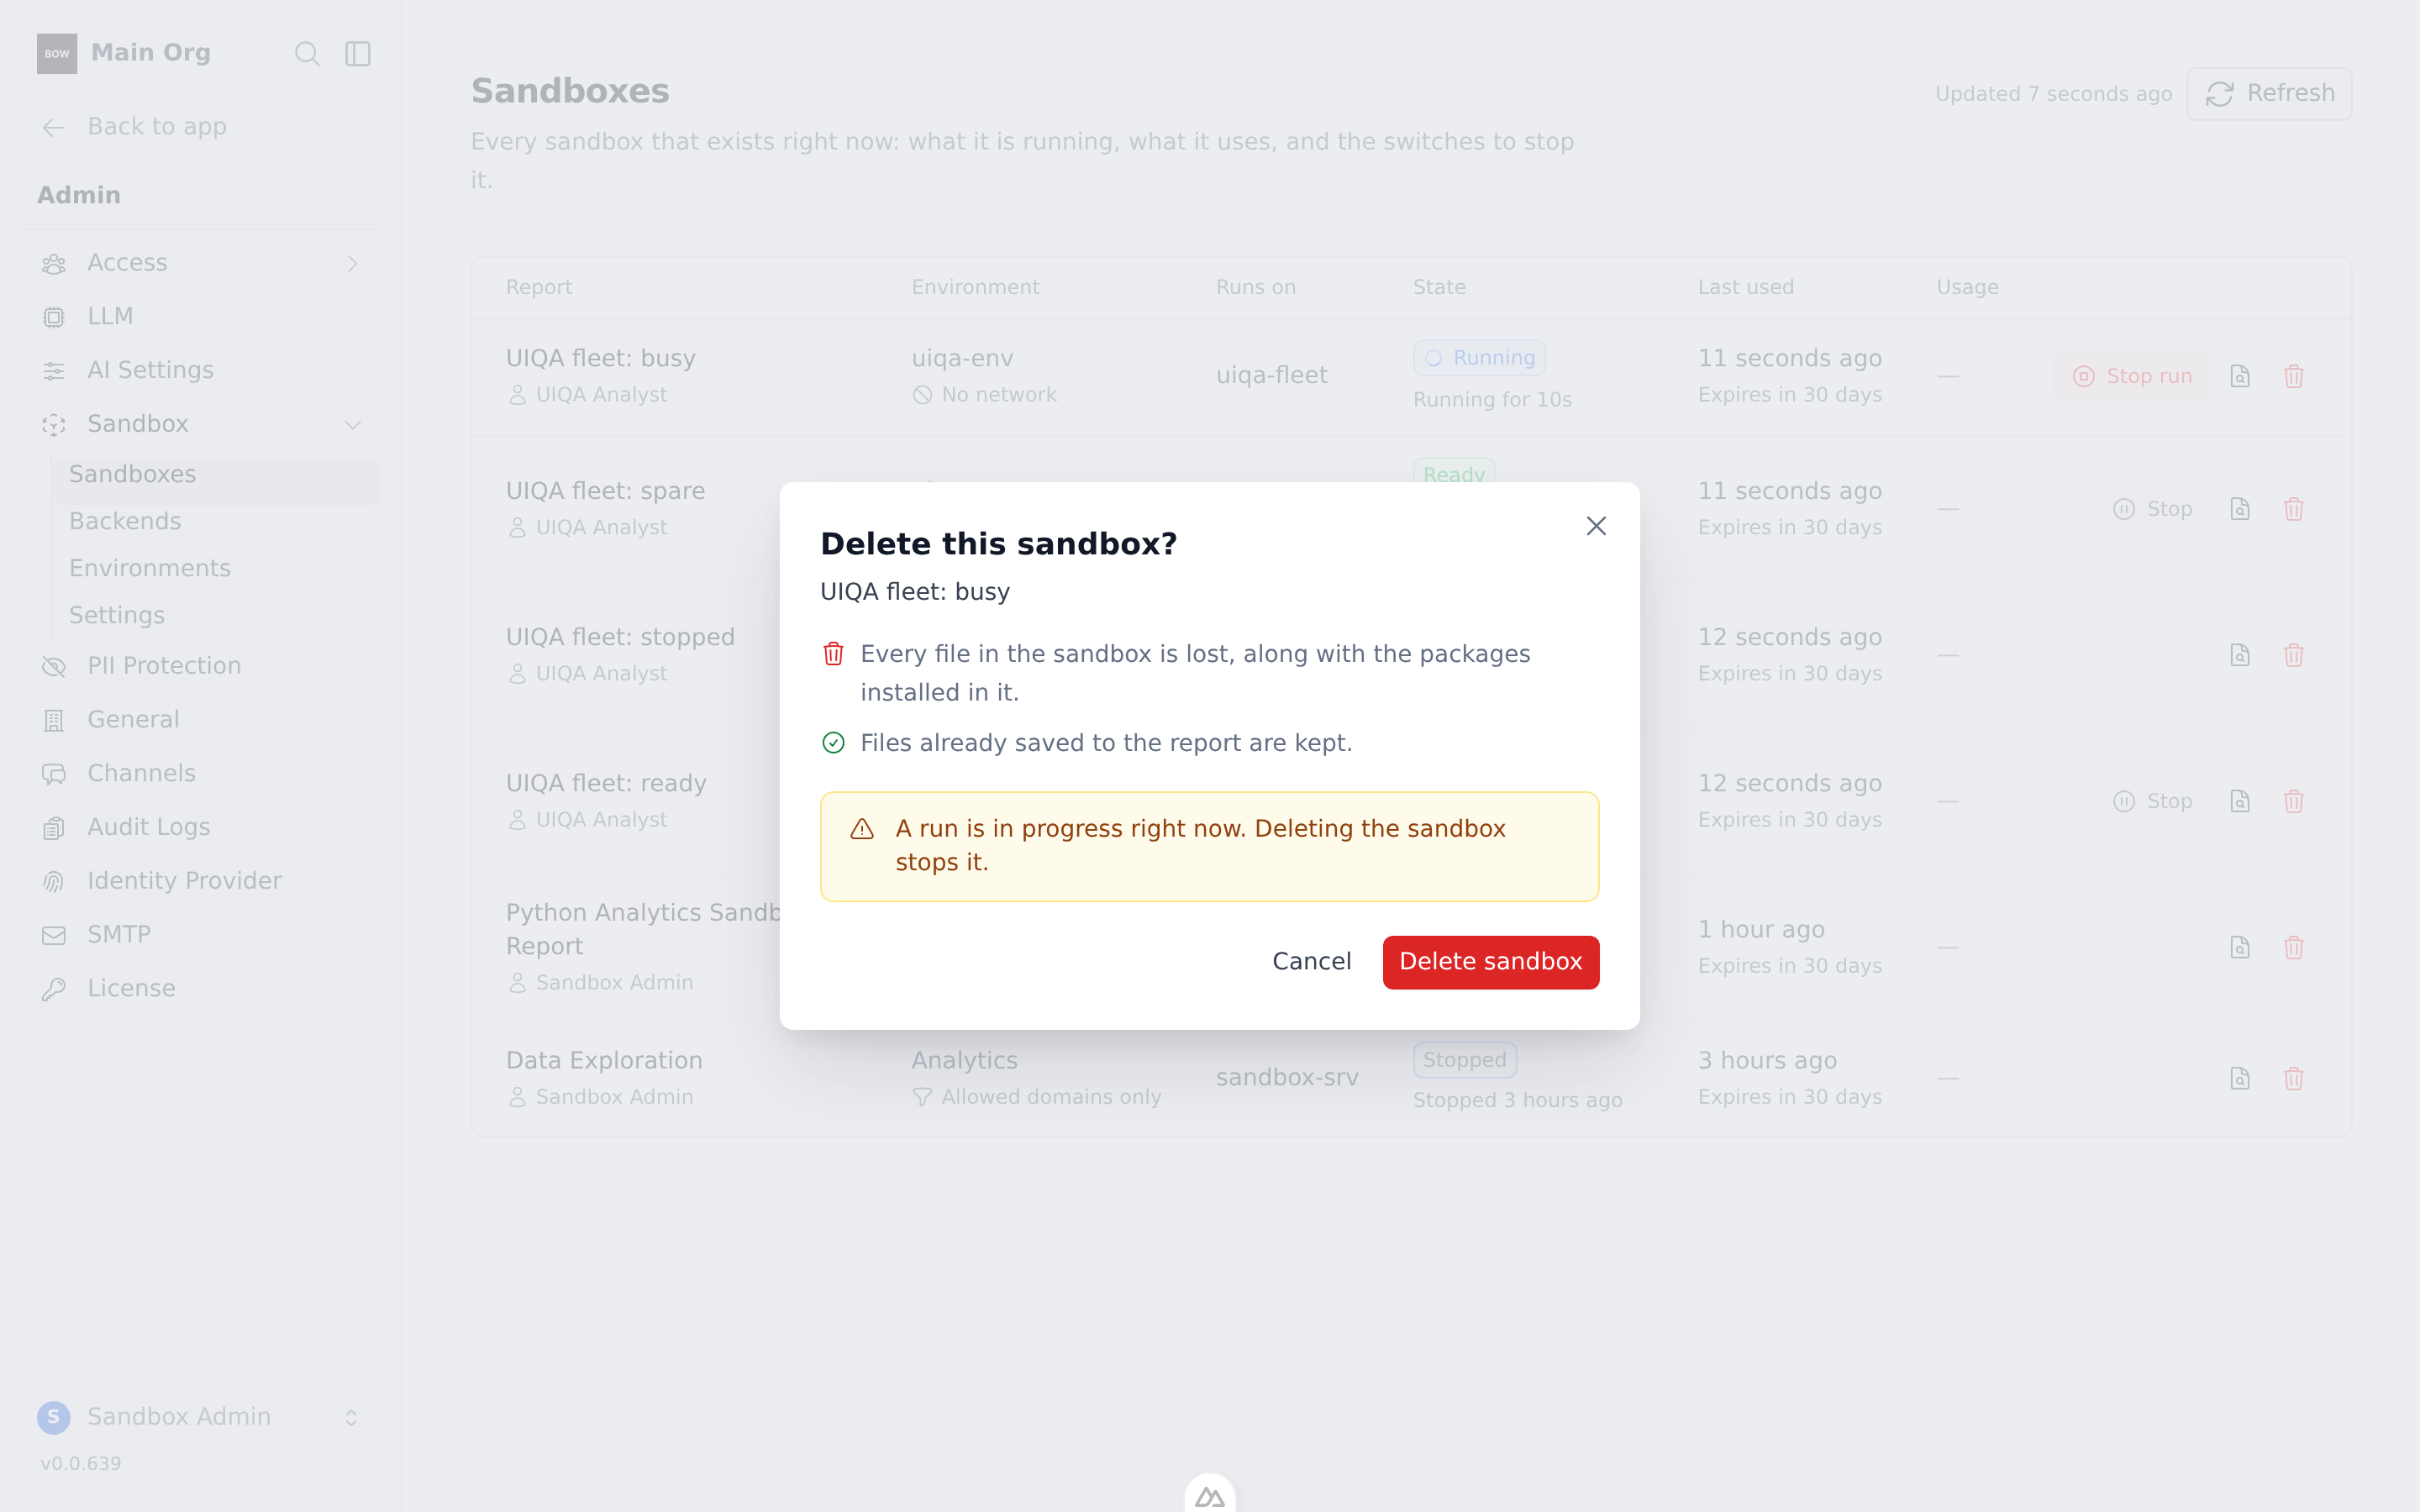 BOW Main Org
Back to app
Admin
Access
LLM
AI Settings
Sandbox
Sandboxes
Backends
Environments
Settings
PII Protection
General
Channels
Audit Logs
Identity Provider
SMTP
License
S Sandbox Admin
v0.0.639
Sandboxes
Updated 7 seconds ago
Refresh
Every sandbox that exists right now: what it is running, what it uses, and the switches to stop
it.
Report Environment Runs on State Last used Usage
UIQA fleet: busy uiqa-env Running 11 seconds ago
uiqa-fleet — Stop run
UIQA Analyst No network Running for 10s Expires in 30 days
Ready
UIQA fleet: spare 11 seconds ago
— Stop
UIQA Analyst Expires in 30 days
UIQA fleet: stopped 12 seconds ago
—
UIQA Analyst Expires in 30 days
UIQA fleet: ready 12 seconds ago
— Stop
UIQA Analyst Expires in 30 days
Python Analytics
Report 1 hour ago
—
Sandbox Admin Expires in 30 days
Data Exploration Analytics Stopped 3 hours ago
sandbox-srv —
Sandbox Admin Allowed domains only Stopped 3 hours ago Expires in 30 days
Delete this sandbox?
UIQA fleet: busy
Every file in the sandbox is lost, along with the packages
installed in it.
Files already saved to the report are kept.
A run is in progress right now. Deleting the sandbox
stops it.
Cancel Delete sandbox